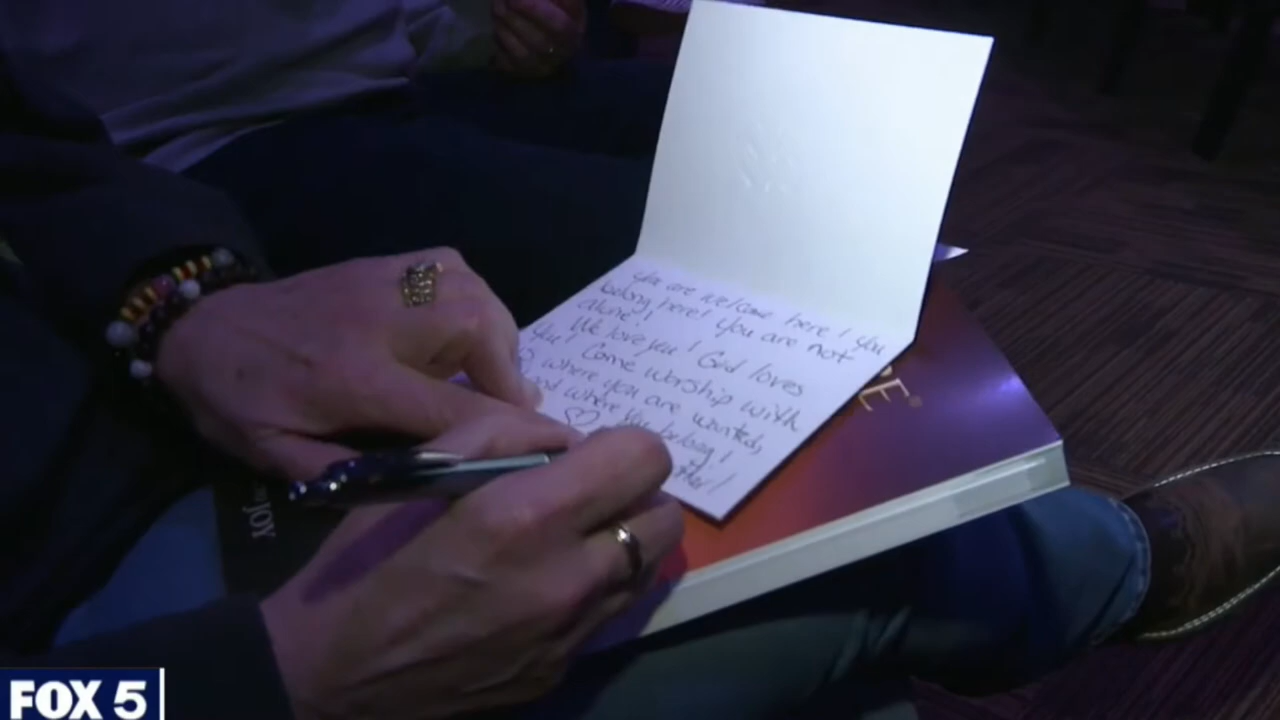 You are welcome here! You
belong here! You are not
alone!
We love you! God loves
you! Come worship with
us where you are wanted,
and where you belong!
RE®
JOY
FOX 5